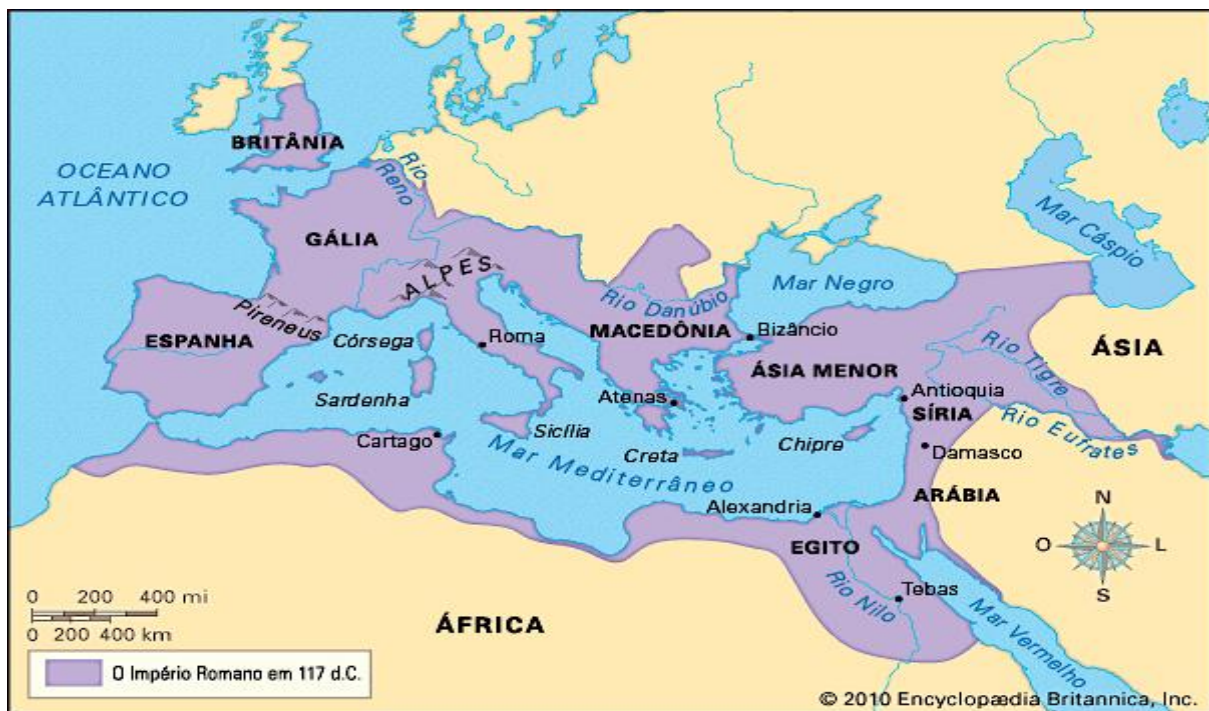 BRITÂNIA
OCEANO
ATLÂNTICO
Rio
Reno
GÁLIA
ALPES
Pireneus
ESPANHA
Córsega
Roma
Sardenha
Sicília
Cartago
Mar Mediterrâneo
Rio Danúbio
MACEDÔNIA
Mar Negro
Bizâncio
Mar Cáspio
ÁSIA
ÁSIA MENOR
Atenas
Creta
Chipre
Antioquia
SÍRIA
Rio Tigre
Rio Eufrates
Damasco
ARÁBIA
Alexandria
EGITO
Rio Nilo
Tebas
Mar Vermelho
ÁFRICA
N
O L
S
0 200 400 mi
0 200 400 km
O Império Romano em 117 d.C.
© 2010 Encyclopædia Britannica, Inc.